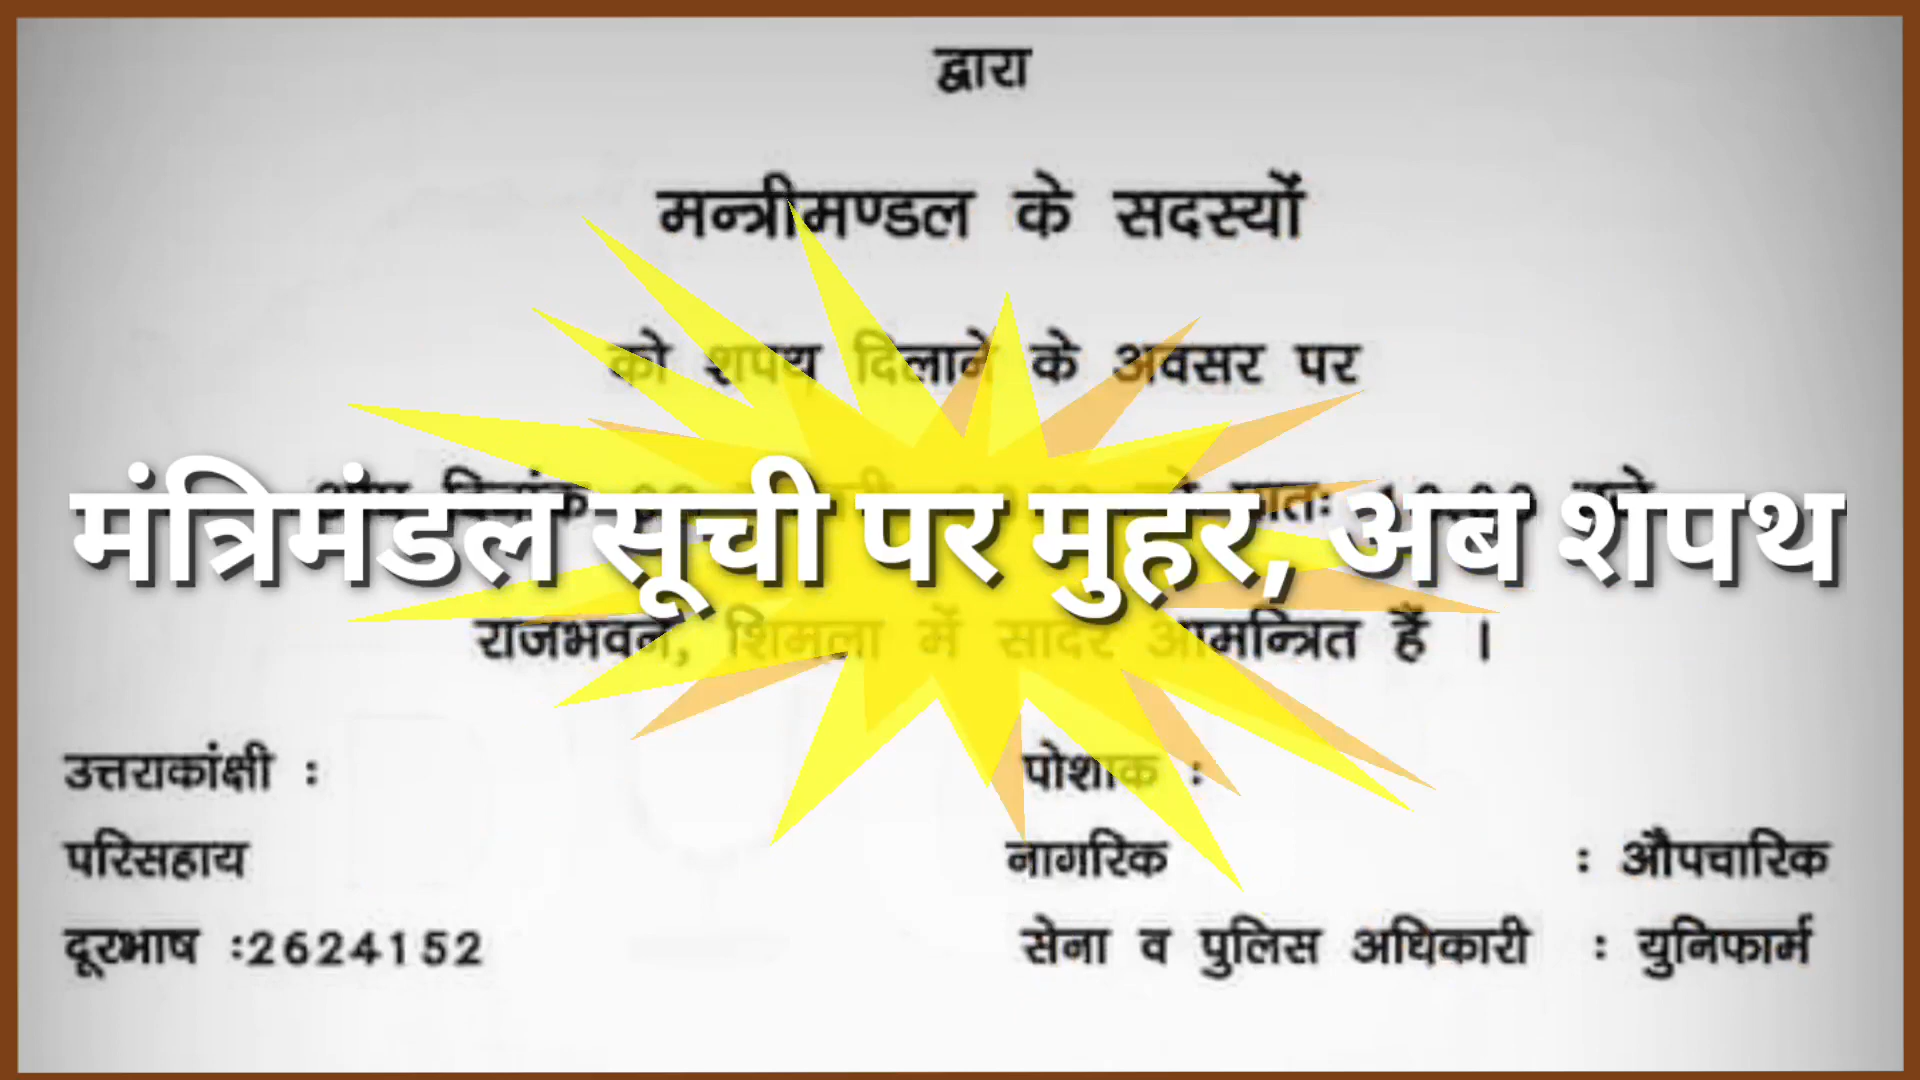 द्वारा
मन्त्रीमण्डल के सदस्यों
को शपथ दिलाने के अवसर पर
मंत्रिमंडल सूची पर मुहर, अब शपथ
राजभवन, शिमला में सादर आमन्त्रित हैं ।
उत्तराकांक्षी : पोशाक :
परिसहाय नागरिक : औपचारिक
दूरभाष :2624152 सेना व पुलिस अधिकारी : युनिफार्म